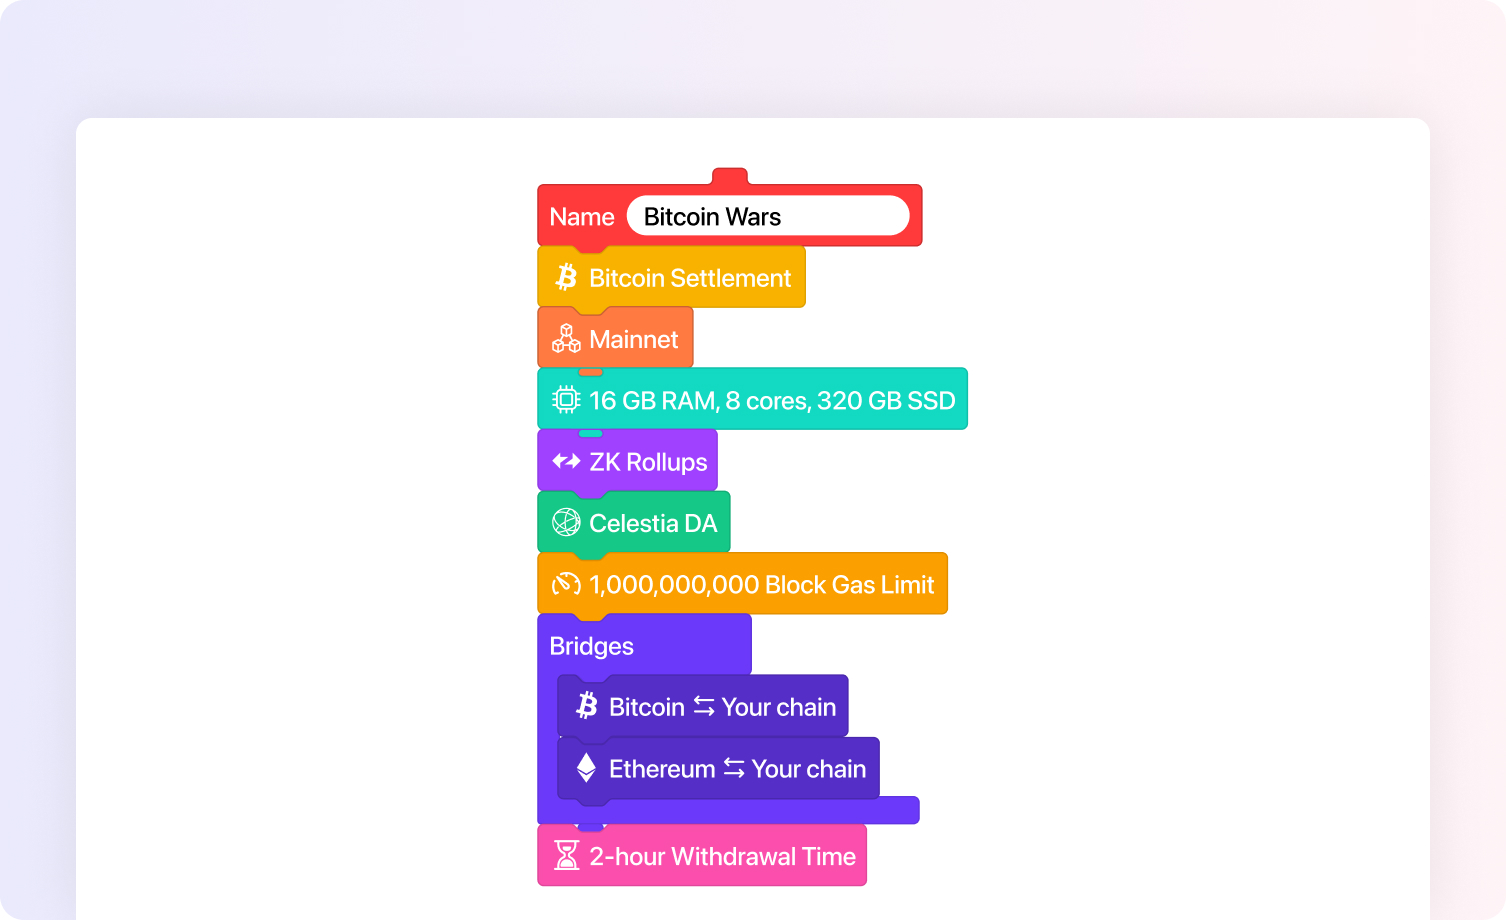 Name Bitcoin Wars
Bitcoin Settlement
Mainnet
16 GB RAM, 8 cores, 320 GB SSD
ZK Rollups
Celestia DA
1,000,000,000 Block Gas Limit
Bridges
Bitcoin ⇆ Your chain
Ethereum ⇆ Your chain
2-hour Withdrawal Time